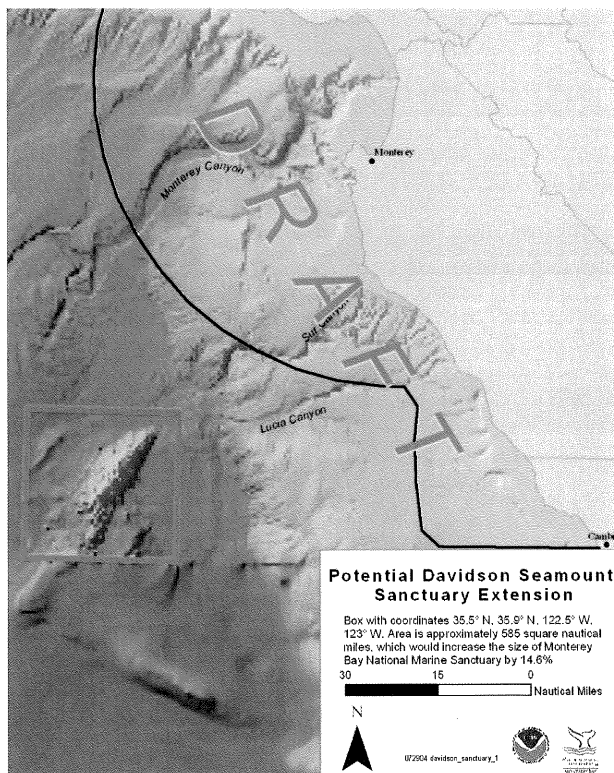 DRAFT
Monterey
Monterey Canyon
Sur Canyon
Lucia Canyon
Camb
Potential Davidson Seamount
Sanctuary Extension
Box with coordinates 35.5° N, 35.9° N, 122.5° W,
123° W. Area is approximately 585 square nautical
miles, which would increase the size of Monterey
Bay National Marine Sanctuary by 14.6%
30 15 0
Nautical Miles
N
072904 davidson_sanctuary_1